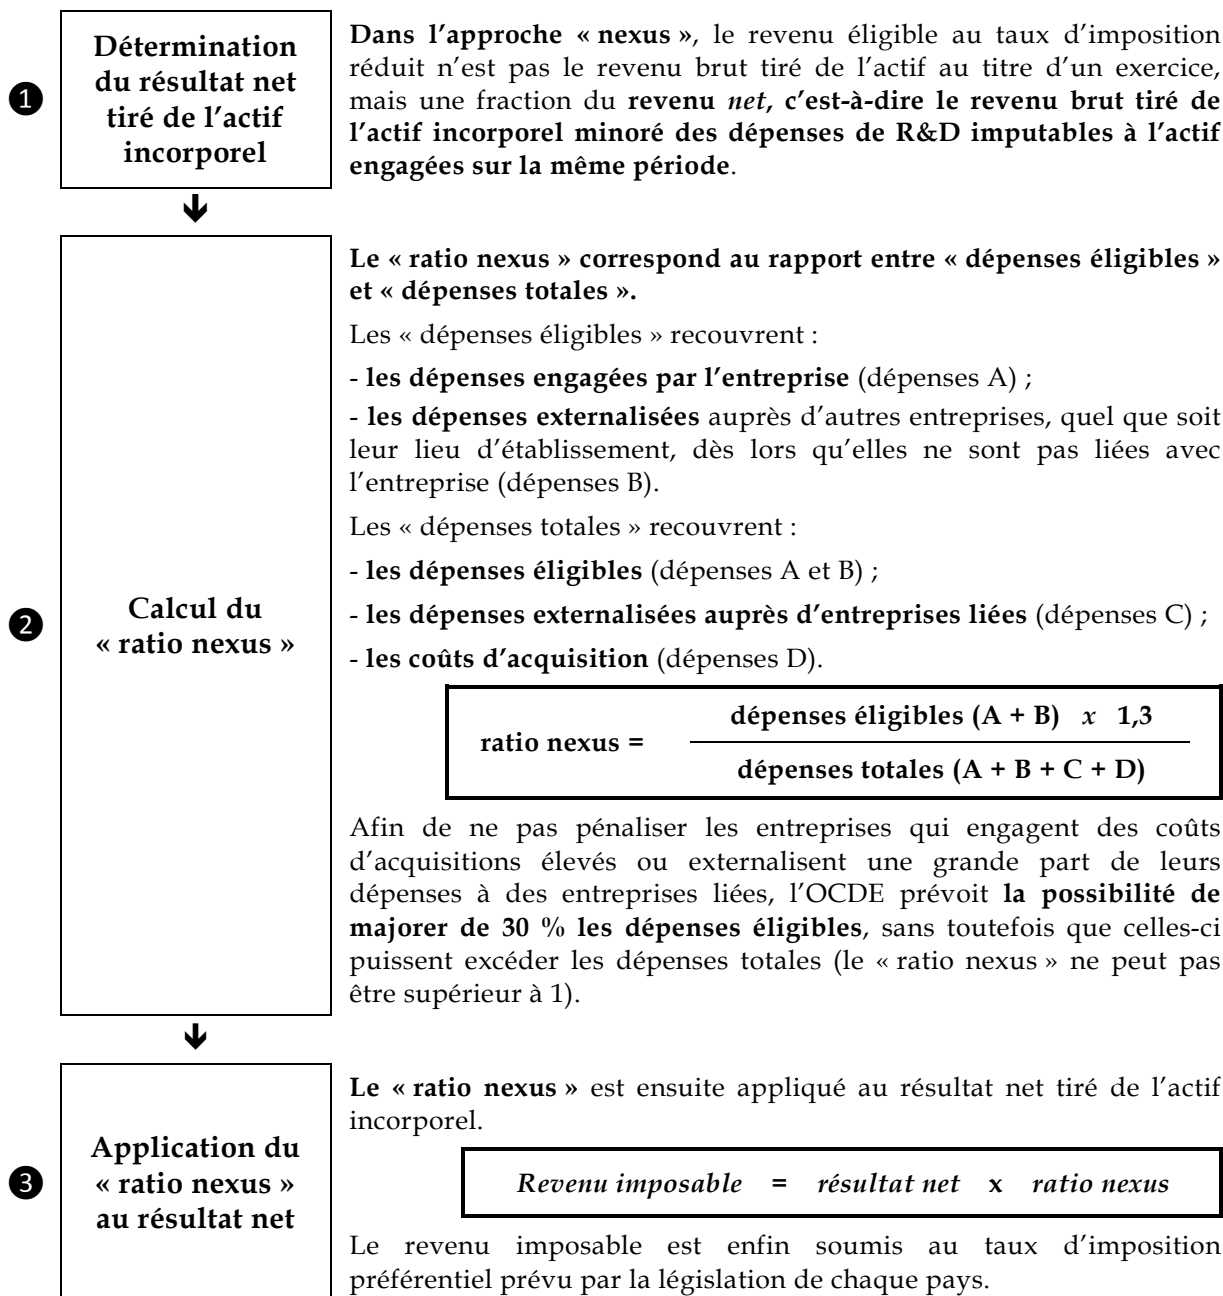 ❶
Détermination
du résultat net
tiré de l'actif
incorporel
Dans l'approche « nexus », le revenu éligible au taux d'imposition
réduit n'est pas le revenu brut tiré de l'actif au titre d'un exercice,
mais une fraction du revenu net, c'est-à-dire le revenu brut tiré de
l'actif incorporel minoré des dépenses de R&D imputables à l'actif
engagées sur la même période.
❷
Calcul du
« ratio nexus »
Le « ratio nexus » correspond au rapport entre « dépenses éligibles »
et « dépenses totales ».
Les « dépenses éligibles » recouvrent :
- les dépenses engagées par l'entreprise (dépenses A) ;
- les dépenses externalisées auprès d'autres entreprises, quel que soit
leur lieu d'établissement, dès lors qu'elles ne sont pas liées avec
l'entreprise (dépenses B).
Les « dépenses totales » recouvrent :
- les dépenses éligibles (dépenses A et B) ;
- les dépenses externalisées auprès d'entreprises liées (dépenses C) ;
- les coûts d'acquisition (dépenses D).
ratio nexus =
dépenses éligibles (A + B) x 1,3
dépenses totales (A + B + C + D)
Afin de ne pas pénaliser les entreprises qui engagent des coûts
d'acquisitions élevés ou externalisent une grande part de leurs
dépenses à des entreprises liées, l'OCDE prévoit la possibilité de
majorer de 30 % les dépenses éligibles, sans toutefois que celles-ci
puissent excéder les dépenses totales (le « ratio nexus » ne peut pas
être supérieur à 1).
❸
Application du
« ratio nexus »
au résultat net
Le « ratio nexus » est ensuite appliqué au résultat net tiré de l'actif
incorporel.
Revenu imposable = résultat net x ratio nexus
Le revenu imposable est enfin soumis au taux d'imposition
préférentiel prévu par la législation de chaque pays.